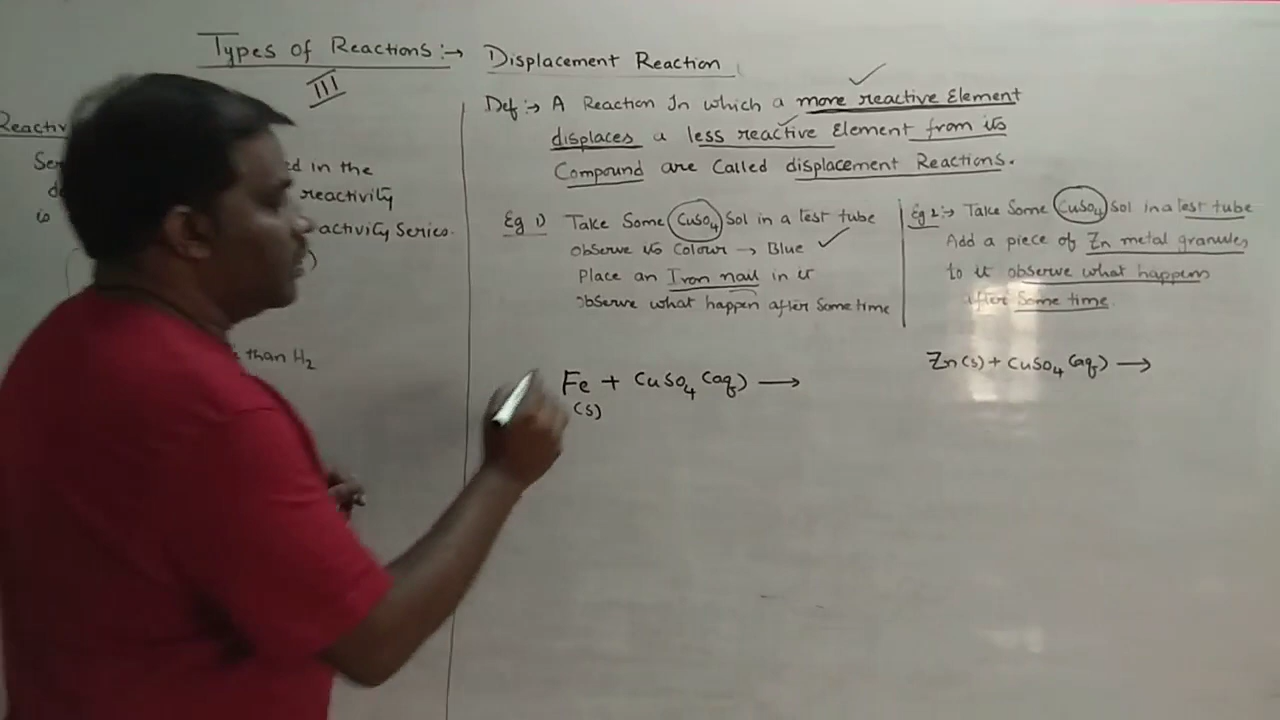 Types of Reactions:→ Displacement Reaction
III
Reactiv
Se
d in the
d
reactivity
is
activity Series.
)
than H₂
Def:→ A Reaction In which a more reactive Element
displaces a less reactive Element from its
Compound are Called displacement Reactions.
Eg 1) Take Some CuSO₄ Sol in a test tube
observe its Colour → Blue ✓
Place an Iron nail in it
observe what happen after Some time
Eg 2:→ Take Some CuSO₄ Sol in a test tube
Add a piece of Zn metal granules
to it observe what happens
after Some time.
Fe + CuSO₄ (aq) →
(s)
Zn(s) + CuSO₄ (aq) →